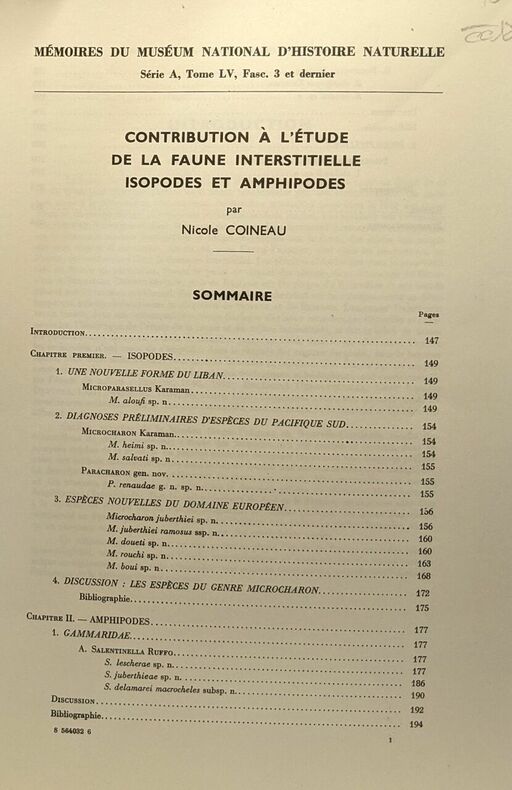 MÉMOIRES DU MUSÉUM NATIONAL D'HISTOIRE NATURELLE
Série A, Tome LV, Fasc. 3 et dernier
CONTRIBUTION À L'ÉTUDE
DE LA FAUNE INTERSTITIELLE
ISOPODES ET AMPHIPODES
par
Nicole COINEAU
SOMMAIRE
Pages
INTRODUCTION 147
CHAPITRE PREMIER. — ISOPODES 149
1. UNE NOUVELLE FORME DU LIBAN 149
MICROPARASELLUS Karaman 149
M. aloufi sp. n. 149
2. DIAGNOSES PRÉLIMINAIRES D'ESPÈCES DU PACIFIQUE SUD 154
MICROCHARON Karaman 154
M. heimi sp. n. 154
M. salvati sp. n. 155
PARACHARON gen. nov. 155
P. renaudae g. n. sp. n. 155
3. ESPÈCES NOUVELLES DU DOMAINE EUROPÉEN 156
Microcharon juberthiei sp. n. 156
M. juberthiei ramosus ssp. n. 160
M. doueti sp. n. 160
M. rouchi sp. n. 163
M. boui sp. n. 168
4. DISCUSSION : LES ESPÈCES DU GENRE MICROCHARON 172
Bibliographie 175
CHAPITRE II. — AMPHIPODES 177
1. GAMMARIDAE 177
A. SALENTINELLA RUFFO 177
S. lescherae sp. n. 177
S. juberthieae sp. n. 186
S. delamarei macrocheles subsp. n. 190
DISCUSSION 192
Bibliographie 194
8 564032 6
1